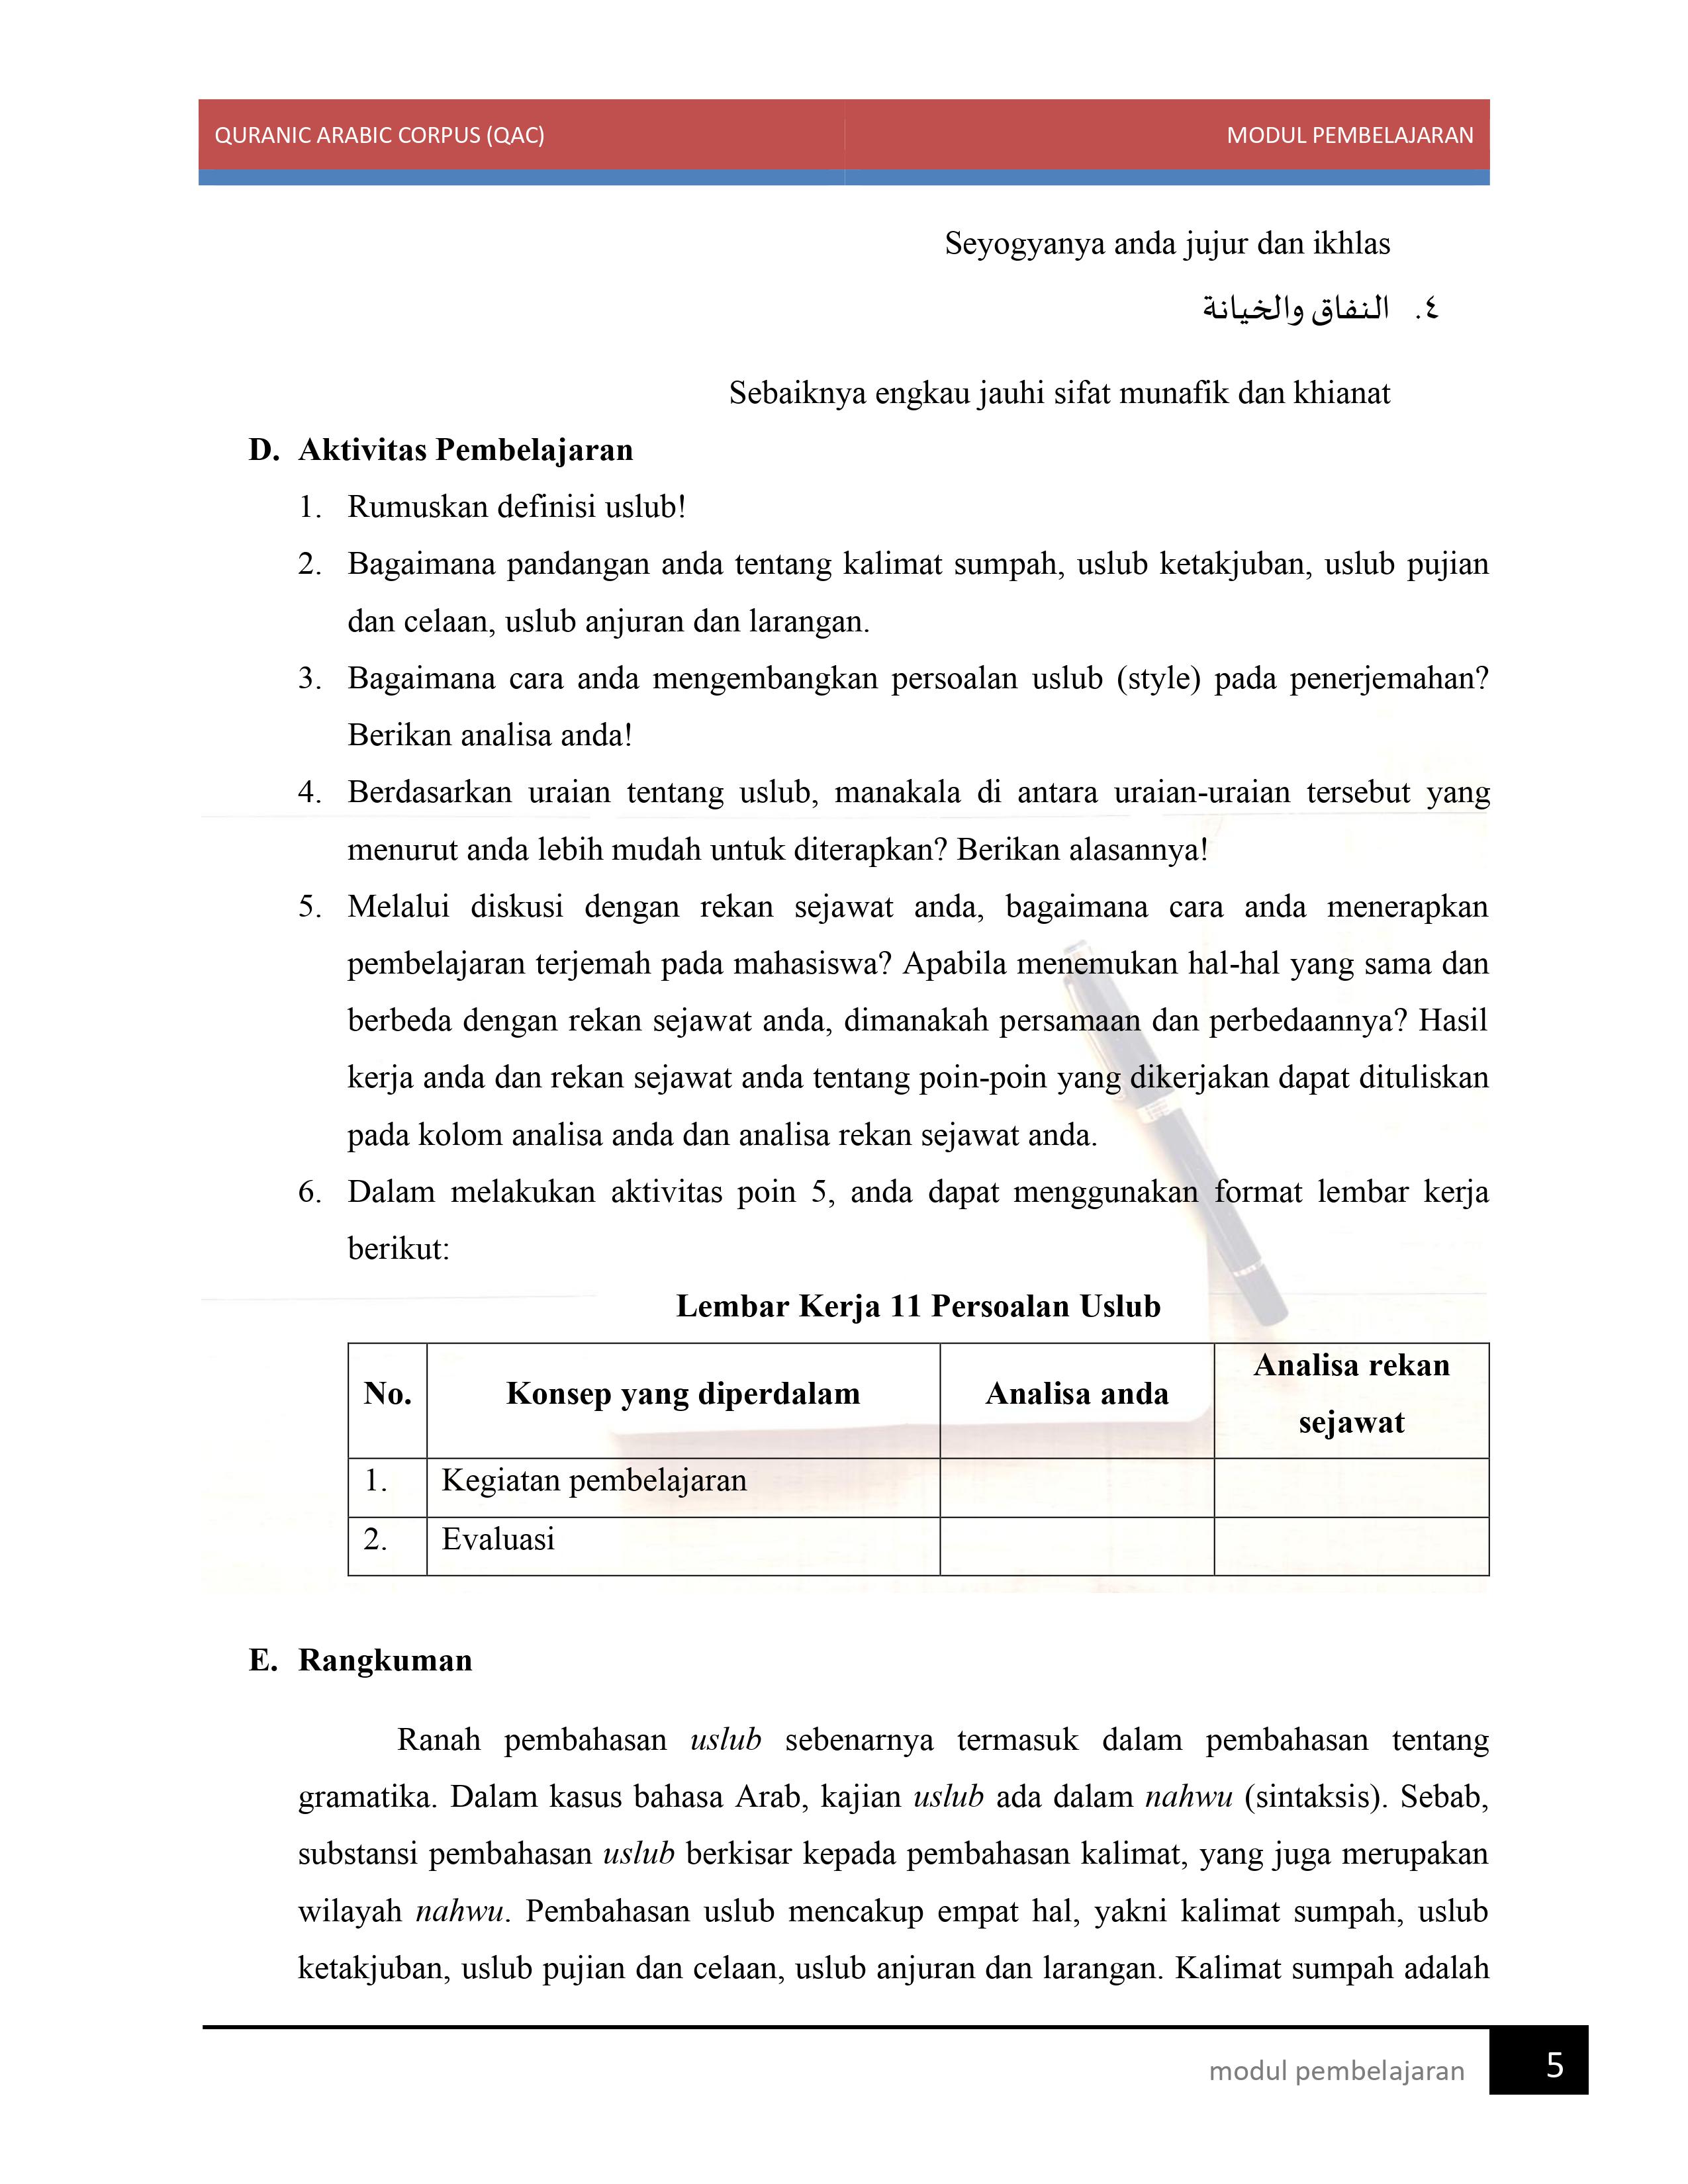 QURANIC ARABIC CORPUS (QAC) MODUL PEMBELAJARAN
Seyogyanya anda jujur dan ikhlas
٤. النفاق والخيانة
Sebaiknya engkau jauhi sifat munafik dan khianat
D. Aktivitas Pembelajaran
1. Rumuskan definisi uslub!
2. Bagaimana pandangan anda tentang kalimat sumpah, uslub ketakjuban, uslub pujian
dan celaan, uslub anjuran dan larangan.
3. Bagaimana cara anda mengembangkan persoalan uslub (style) pada penerjemahan?
Berikan analisa anda!
4. Berdasarkan uraian tentang uslub, manakala di antara uraian-uraian tersebut yang
menurut anda lebih mudah untuk diterapkan? Berikan alasannya!
5. Melalui diskusi dengan rekan sejawat anda, bagaimana cara anda menerapkan
pembelajaran terjemah pada mahasiswa? Apabila menemukan hal-hal yang sama dan
berbeda dengan rekan sejawat anda, dimanakah persamaan dan perbedaannya? Hasil
kerja anda dan rekan sejawat anda tentang poin-poin yang dikerjakan dapat dituliskan
pada kolom analisa anda dan analisa rekan sejawat anda.
6. Dalam melakukan aktivitas poin 5, anda dapat menggunakan format lembar kerja
berikut:
Lembar Kerja 11 Persoalan Uslub
No. Konsep yang diperdalam Analisa anda Analisa rekan
sejawat
1. Kegiatan pembelajaran
2. Evaluasi
E. Rangkuman
Ranah pembahasan uslub sebenarnya termasuk dalam pembahasan tentang
gramatika. Dalam kasus bahasa Arab, kajian uslub ada dalam nahwu (sintaksis). Sebab,
substansi pembahasan uslub berkisar kepada pembahasan kalimat, yang juga merupakan
wilayah nahwu. Pembahasan uslub mencakup empat hal, yakni kalimat sumpah, uslub
ketakjuban, uslub pujian dan celaan, uslub anjuran dan larangan. Kalimat sumpah adalah
modul pembelajaran 5